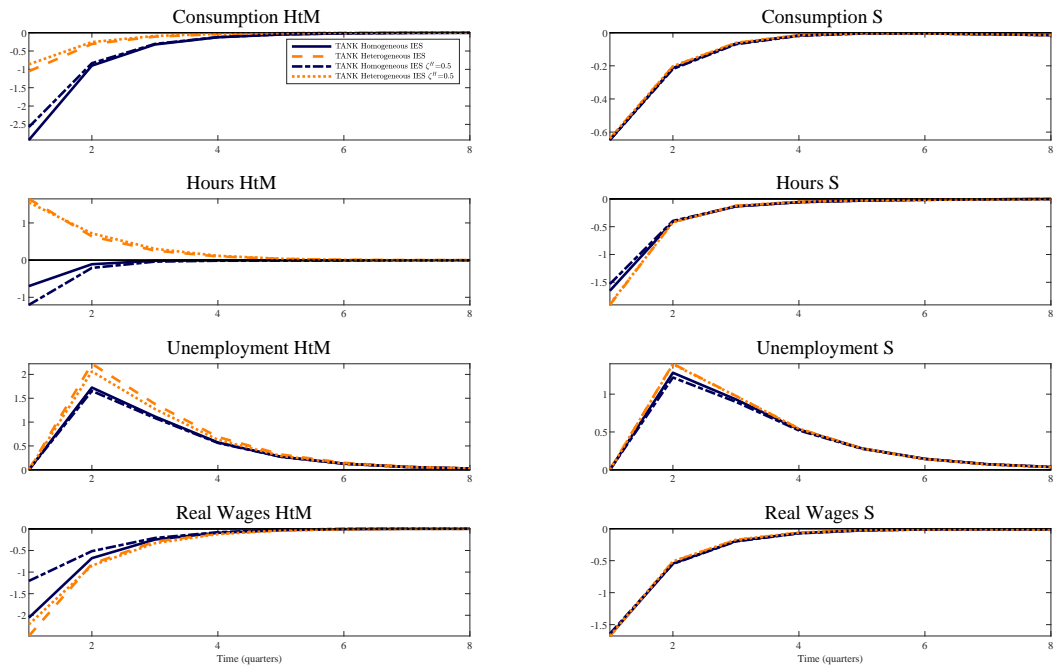 Consumption HtM
0
-0.5
-1
-1.5
-2
-2.5
2 4 6 8
TANK Homogeneous IES
TANK Heterogeneous IES
TANK Homogeneous IES ζᴴ=0.5
TANK Heterogeneous IES ζᴴ=0.5
Consumption S
0
-0.2
-0.4
-0.6
2 4 6 8
Hours HtM
1
0
-1
2 4 6 8
Hours S
0
-0.5
-1
-1.5
2 4 6 8
Unemployment HtM
2
1.5
1
0.5
0
2 4 6 8
Unemployment S
1
0.5
0
2 4 6 8
Real Wages HtM
0
-0.5
-1
-1.5
-2
2 4 6 8
Time (quarters)
Real Wages S
0
-0.5
-1
-1.5
2 4 6 8
Time (quarters)